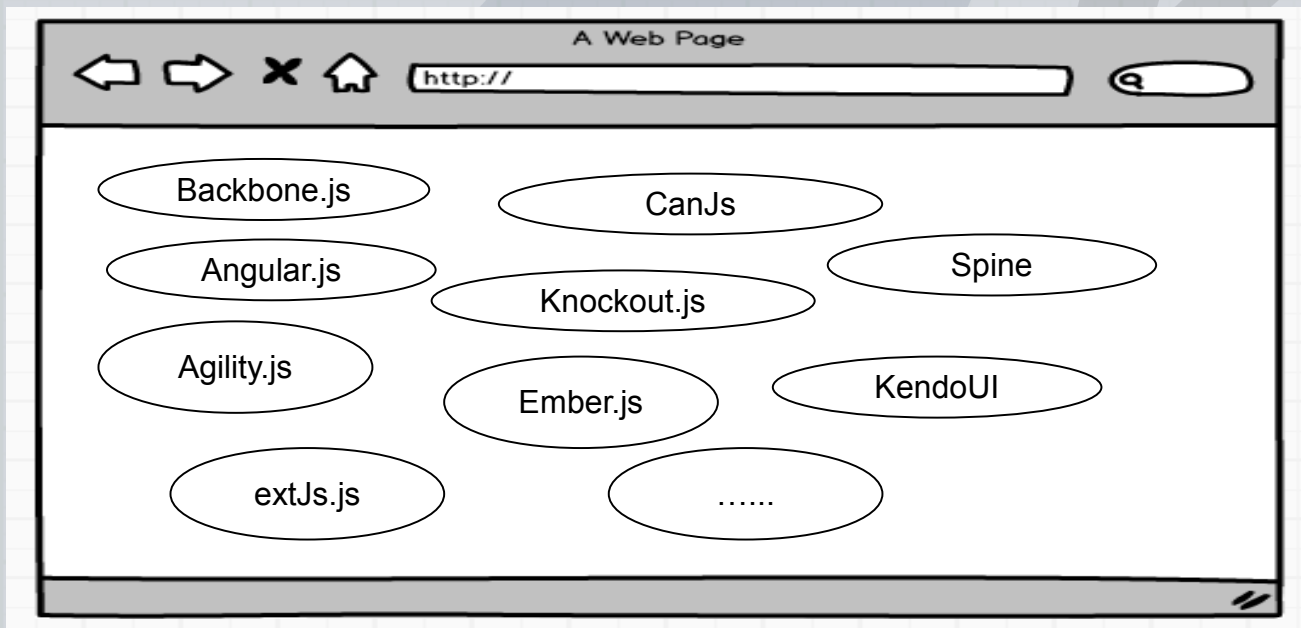 A Web Page
http://
Backbone.js
CanJs
Angular.js
Spine
Knockout.js
Agility.js
Ember.js
KendoUI
extJs.js
…...